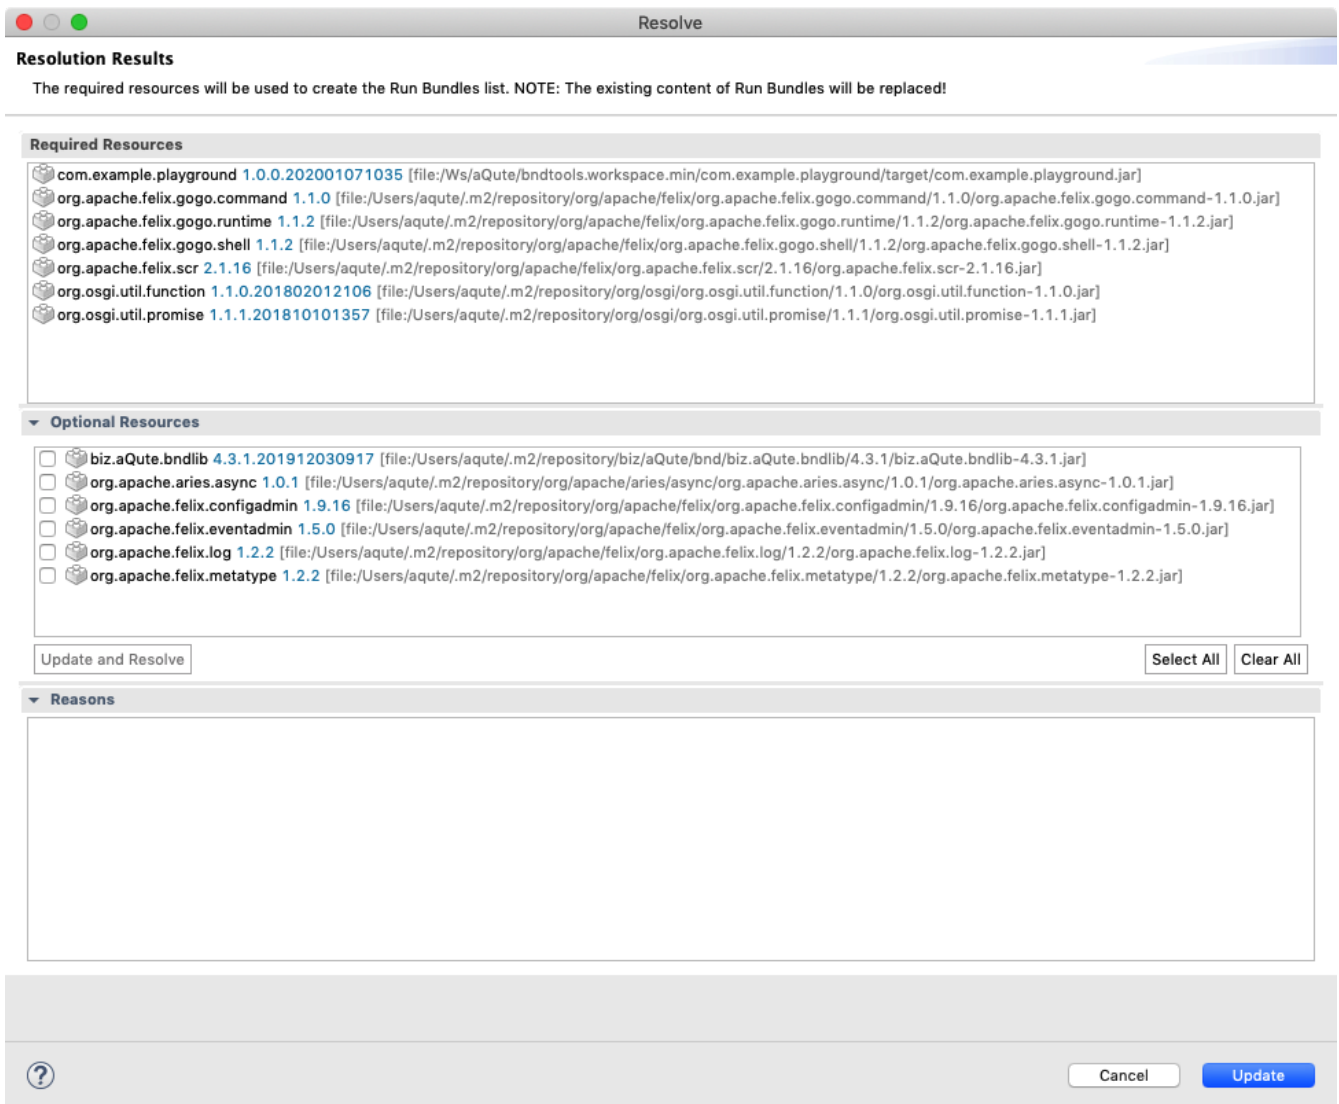 Resolve
Resolution Results
The required resources will be used to create the Run Bundles list. NOTE: The existing content of Run Bundles will be replaced!
Required Resources
com.example.playground 1.0.0.202001071035 [file:/Ws/aQute/bndtools.workspace.min/com.example.playground/target/com.example.playground.jar]
org.apache.felix.gogo.command 1.1.0 [file:/Users/aqute/.m2/repository/org/apache/felix/org.apache.felix.gogo.command/1.1.0/org.apache.felix.gogo.command-1.1.0.jar]
org.apache.felix.gogo.runtime 1.1.2 [file:/Users/aqute/.m2/repository/org/apache/felix/org.apache.felix.gogo.runtime/1.1.2/org.apache.felix.gogo.runtime-1.1.2.jar]
org.apache.felix.gogo.shell 1.1.2 [file:/Users/aqute/.m2/repository/org/apache/felix/org.apache.felix.gogo.shell/1.1.2/org.apache.felix.gogo.shell-1.1.2.jar]
org.apache.felix.scr 2.1.16 [file:/Users/aqute/.m2/repository/org/apache/felix/org.apache.felix.scr/2.1.16/org.apache.felix.scr-2.1.16.jar]
org.osgi.util.function 1.1.0.201802012106 [file:/Users/aqute/.m2/repository/org/osgi/org.osgi.util.function/1.1.0/org.osgi.util.function-1.1.0.jar]
org.osgi.util.promise 1.1.1.201810101357 [file:/Users/aqute/.m2/repository/org/osgi/org.osgi.util.promise/1.1.1/org.osgi.util.promise-1.1.1.jar]
Optional Resources
biz.aQute.bndlib 4.3.1.201912030917 [file:/Users/aqute/.m2/repository/biz/aQute/bnd/biz.aQute.bndlib/4.3.1/biz.aQute.bndlib-4.3.1.jar]
org.apache.aries.async 1.0.1 [file:/Users/aqute/.m2/repository/org/apache/aries/async/org.apache.aries.async/1.0.1/org.apache.aries.async-1.0.1.jar]
org.apache.felix.configadmin 1.9.16 [file:/Users/aqute/.m2/repository/org/apache/felix/org.apache.felix.configadmin/1.9.16/org.apache.felix.configadmin-1.9.16.jar]
org.apache.felix.eventadmin 1.5.0 [file:/Users/aqute/.m2/repository/org/apache/felix/org.apache.felix.eventadmin/1.5.0/org.apache.felix.eventadmin-1.5.0.jar]
org.apache.felix.log 1.2.2 [file:/Users/aqute/.m2/repository/org/apache/felix/org.apache.felix.log/1.2.2/org.apache.felix.log-1.2.2.jar]
org.apache.felix.metatype 1.2.2 [file:/Users/aqute/.m2/repository/org/apache/felix/org.apache.felix.metatype/1.2.2/org.apache.felix.metatype-1.2.2.jar]
Update and Resolve Select All Clear All
Reasons
? Cancel Update